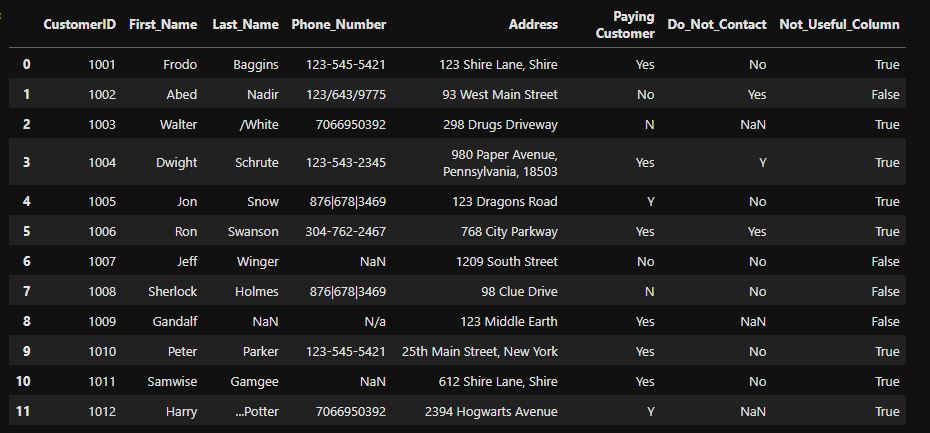 CustomerID First_Name Last_Name Phone_Number Address Paying Customer Do_Not_Contact Not_Useful_Column
0 1001 Frodo Baggins 123-545-5421 123 Shire Lane, Shire Yes No True
1 1002 Abed Nadir 123/643/9775 93 West Main Street No Yes False
2 1003 Walter /White 7066950392 298 Drugs Driveway N NaN True
3 1004 Dwight Schrute 123-543-2345 980 Paper Avenue, Pennsylvania, 18503 Yes Y True
4 1005 Jon Snow 876|678|3469 123 Dragons Road Y No True
5 1006 Ron Swanson 304-762-2467 768 City Parkway Yes Yes True
6 1007 Jeff Winger NaN 1209 South Street No No False
7 1008 Sherlock Holmes 876|678|3469 98 Clue Drive N No False
8 1009 Gandalf NaN N/a 123 Middle Earth Yes NaN False
9 1010 Peter Parker 123-545-5421 25th Main Street, New York Yes No True
10 1011 Samwise Gamgee NaN 612 Shire Lane, Shire Yes No True
11 1012 Harry ...Potter 7066950392 2394 Hogwarts Avenue Y NaN True